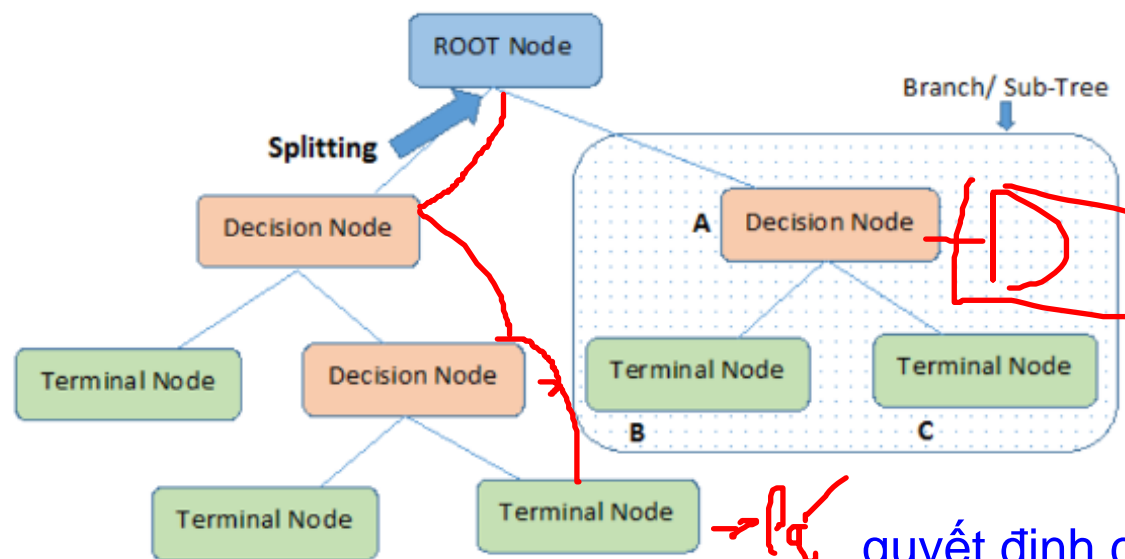 ROOT Node
Branch/ Sub-Tree
Splitting
Decision Node
A
Decision Node
D
Terminal Node
Decision Node
Terminal Node
Terminal Node
B
C
Terminal Node
Terminal Node
quyết định